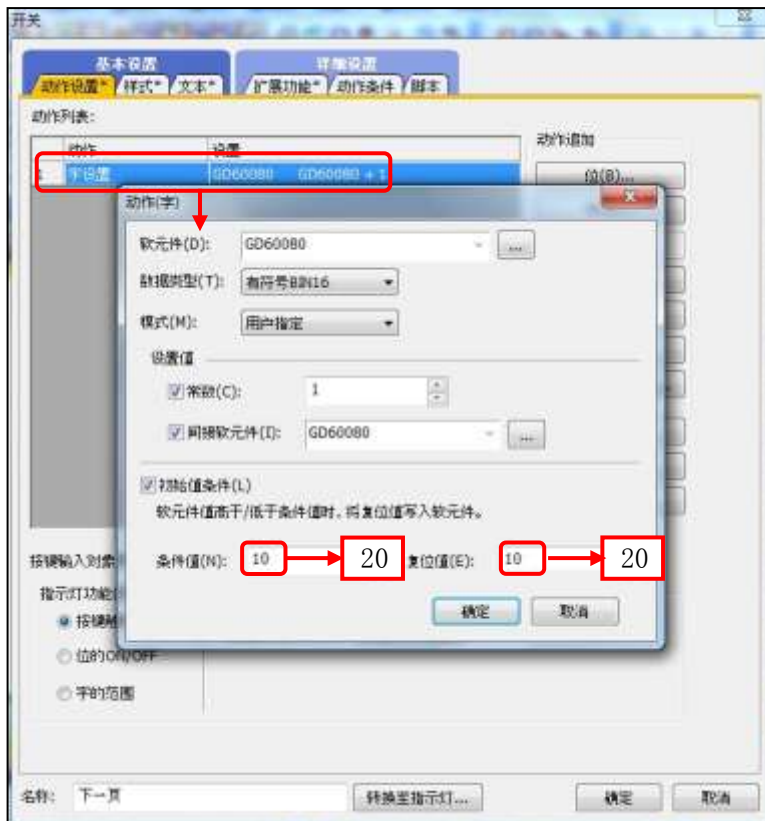 开关
基本设置 详细设置
动作设置* 样式* 文本* 扩展功能* 动作条件 脚本
动作列表:
动作 设置 动作追加
字设置 GD60080 GD60080 + 1 位(B)...
动作(字)
软元件(D): GD60080 ...
数据类型(T): 有符号BIN16
模式(M): 用户指定
设置值
常数(C): 1
间接软元件(I): GD60080 ...
初始值条件(L)
软元件值高于/低于条件值时,将复位值写入软元件。
按键输入对象 条件值(N): 10 20 复位值(E): 10 20
指示灯功能
确定 取消
按键触
位的ON/OFF
字的范围
名称: 下一页 转换至指示灯... 确定 取消